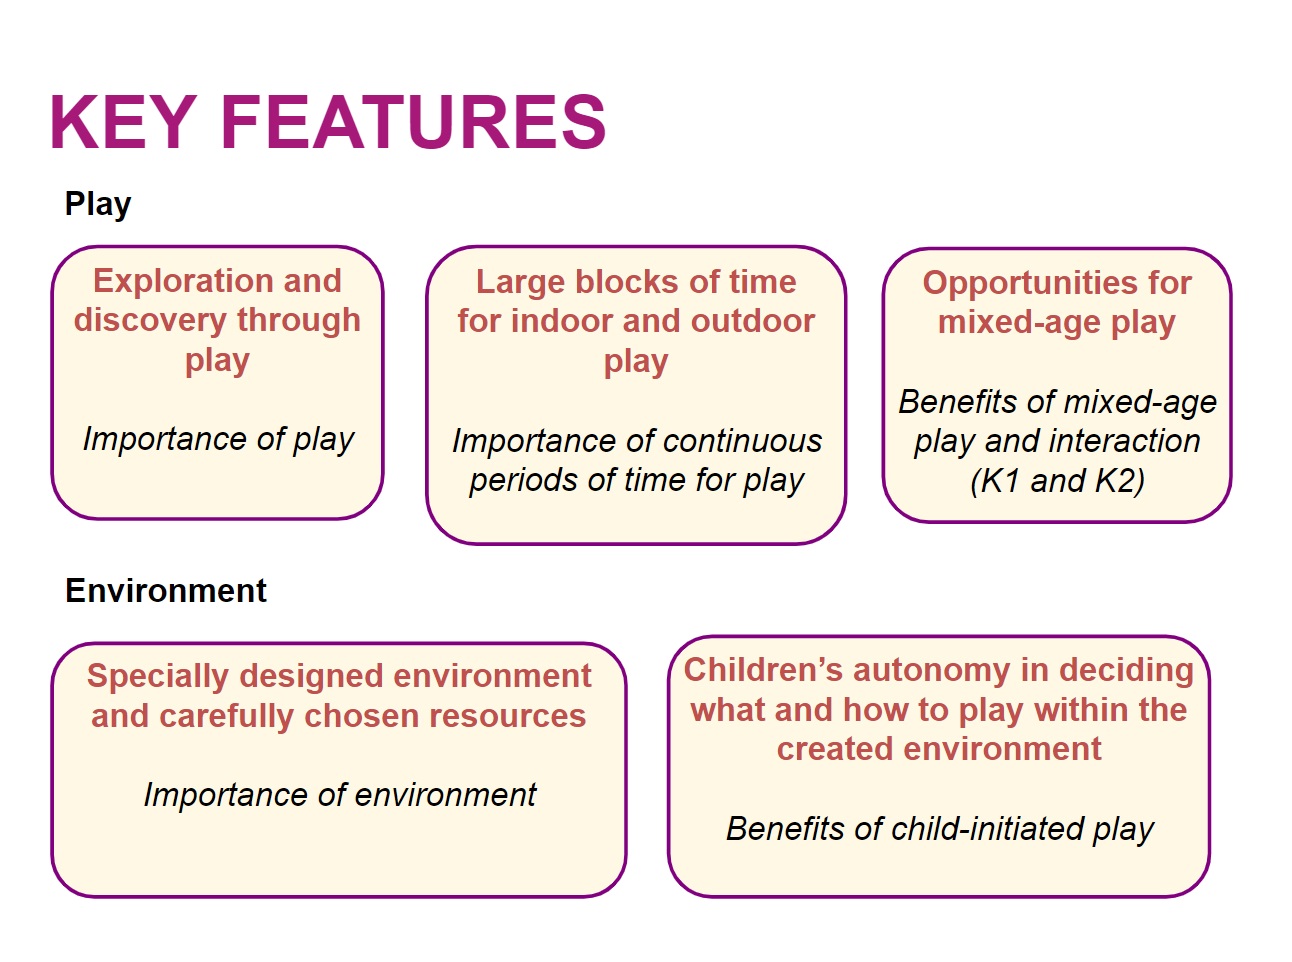 KEY FEATURES
Play
Exploration and
discovery through
play
Importance of play
Large blocks of time
for indoor and outdoor
play
Importance of continuous
periods of time for play
Opportunities for
mixed-age play
Benefits of mixed-age
play and interaction
(K1 and K2)
Environment
Specially designed environment
and carefully chosen resources
Importance of environment
Children’s autonomy in deciding
what and how to play within the
created environment
Benefits of child-initiated play